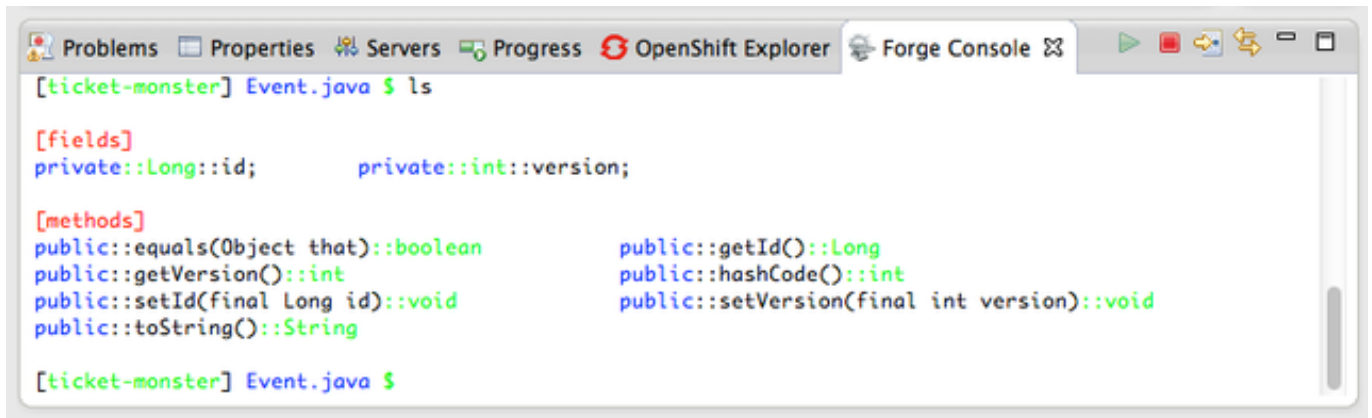 Problems Properties Servers Progress OpenShift Explorer Forge Console
[ticket-monster] Event.java $ ls
[fields]
private::Long::id; private::int::version;
[methods]
public::equals(Object that)::boolean public::getId()::Long
public::getVersion()::int public::hashCode()::int
public::setId(final Long id)::void public::setVersion(final int version)::void
public::toString()::String
[ticket-monster] Event.java $